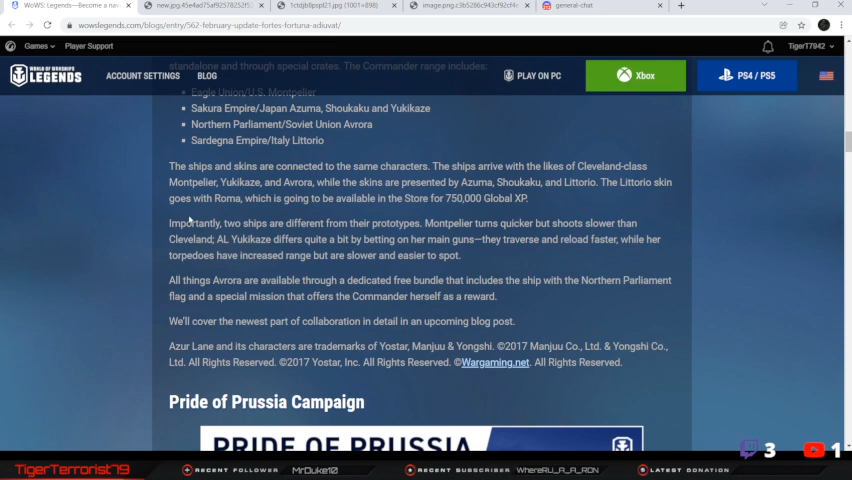 WoWS: Legends—Become a nav
new.jpg.45e4ad75af92578252f5
1ctdjb6pspl21.jpg (1001×898)
image.png.c3b5286c943cf92cf4
general-chat
wowslegends.com/blogs/entry/562-february-update-fortes-fortuna-adiuvat/
Games
Player Support
TigerT7942
WORLD OF WARSHIPS
LEGENDS
ACCOUNT SETTINGS
BLOG
PLAY ON PC
Xbox
PS4 / PS5
standalone and through special crates. The Commander range includes:
Eagle Union/U.S. Montpelier
Sakura Empire/Japan Azuma, Shoukaku and Yukikaze
Northern Parliament/Soviet Union Avrora
Sardegna Empire/Italy Littorio
The ships and skins are connected to the same characters. The ships arrive with the likes of Cleveland-class
Montpelier, Yukikaze, and Avrora, while the skins are presented by Azuma, Shoukaku, and Littorio. The Littorio skin
goes with Roma, which is going to be available in the Store for 750,000 Global XP.
Importantly, two ships are different from their prototypes. Montpelier turns quicker but shoots slower than
Cleveland; AL Yukikaze differs quite a bit by betting on her main guns—they traverse and reload faster, while her
torpedoes have increased range but are slower and easier to spot.
All things Avrora are available through a dedicated free bundle that includes the ship with the Northern Parliament
flag and a special mission that offers the Commander herself as a reward.
We'll cover the newest part of collaboration in detail in an upcoming blog post.
Azur Lane and its characters are trademarks of Yostar, Manjuu & Yongshi. ©2017 Manjuu Co., Ltd. & Yongshi Co.,
Ltd. All Rights Reserved. ©2017 Yostar, Inc. All Rights Reserved. ©Wargaming.net. All Rights Reserved.
Pride of Prussia Campaign
PRIDE OF PRUSSIA
3
1
TigerTerrorist79
RECENT FOLLOWER
MrDuke10
RECENT SUBSCRIBER
WhereRU_A_A_RON
LATEST DONATION